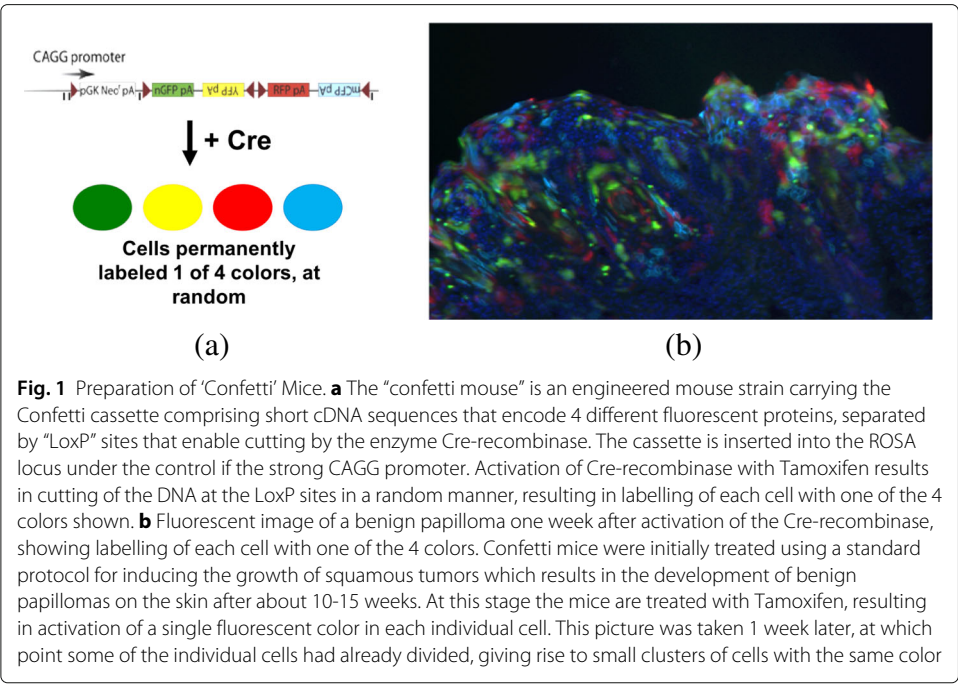 CAGG promoter
pGK Neoʳ pA nGFP pA YFP pA RFP pA mCFP pA
+ Cre
Cells permanently
labeled 1 of 4 colors, at
random
(a)
(b)
Fig. 1 Preparation of ‘Confetti’ Mice. a The “confetti mouse” is an engineered mouse strain carrying the
Confetti cassette comprising short cDNA sequences that encode 4 different fluorescent proteins, separated
by “LoxP” sites that enable cutting by the enzyme Cre-recombinase. The cassette is inserted into the ROSA
locus under the control if the strong CAGG promoter. Activation of Cre-recombinase with Tamoxifen results
in cutting of the DNA at the LoxP sites in a random manner, resulting in labelling of each cell with one of the 4
colors shown. b Fluorescent image of a benign papilloma one week after activation of the Cre-recombinase,
showing labelling of each cell with one of the 4 colors. Confetti mice were initially treated using a standard
protocol for inducing the growth of squamous tumors which results in the development of benign
papillomas on the skin after about 10-15 weeks. At this stage the mice are treated with Tamoxifen, resulting
in activation of a single fluorescent color in each individual cell. This picture was taken 1 week later, at which
point some of the individual cells had already divided, giving rise to small clusters of cells with the same color